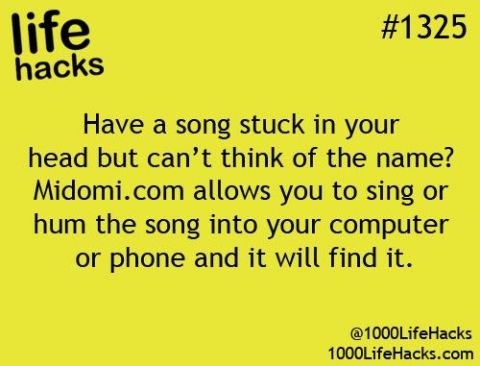 life #1325
hacks
Have a song stuck in your
head but can't think of the name?
Midomi.com allows you to sing or
hum the song into your computer
or phone and it will find it.
@1000LifeHacks
1000LifeHacks.com